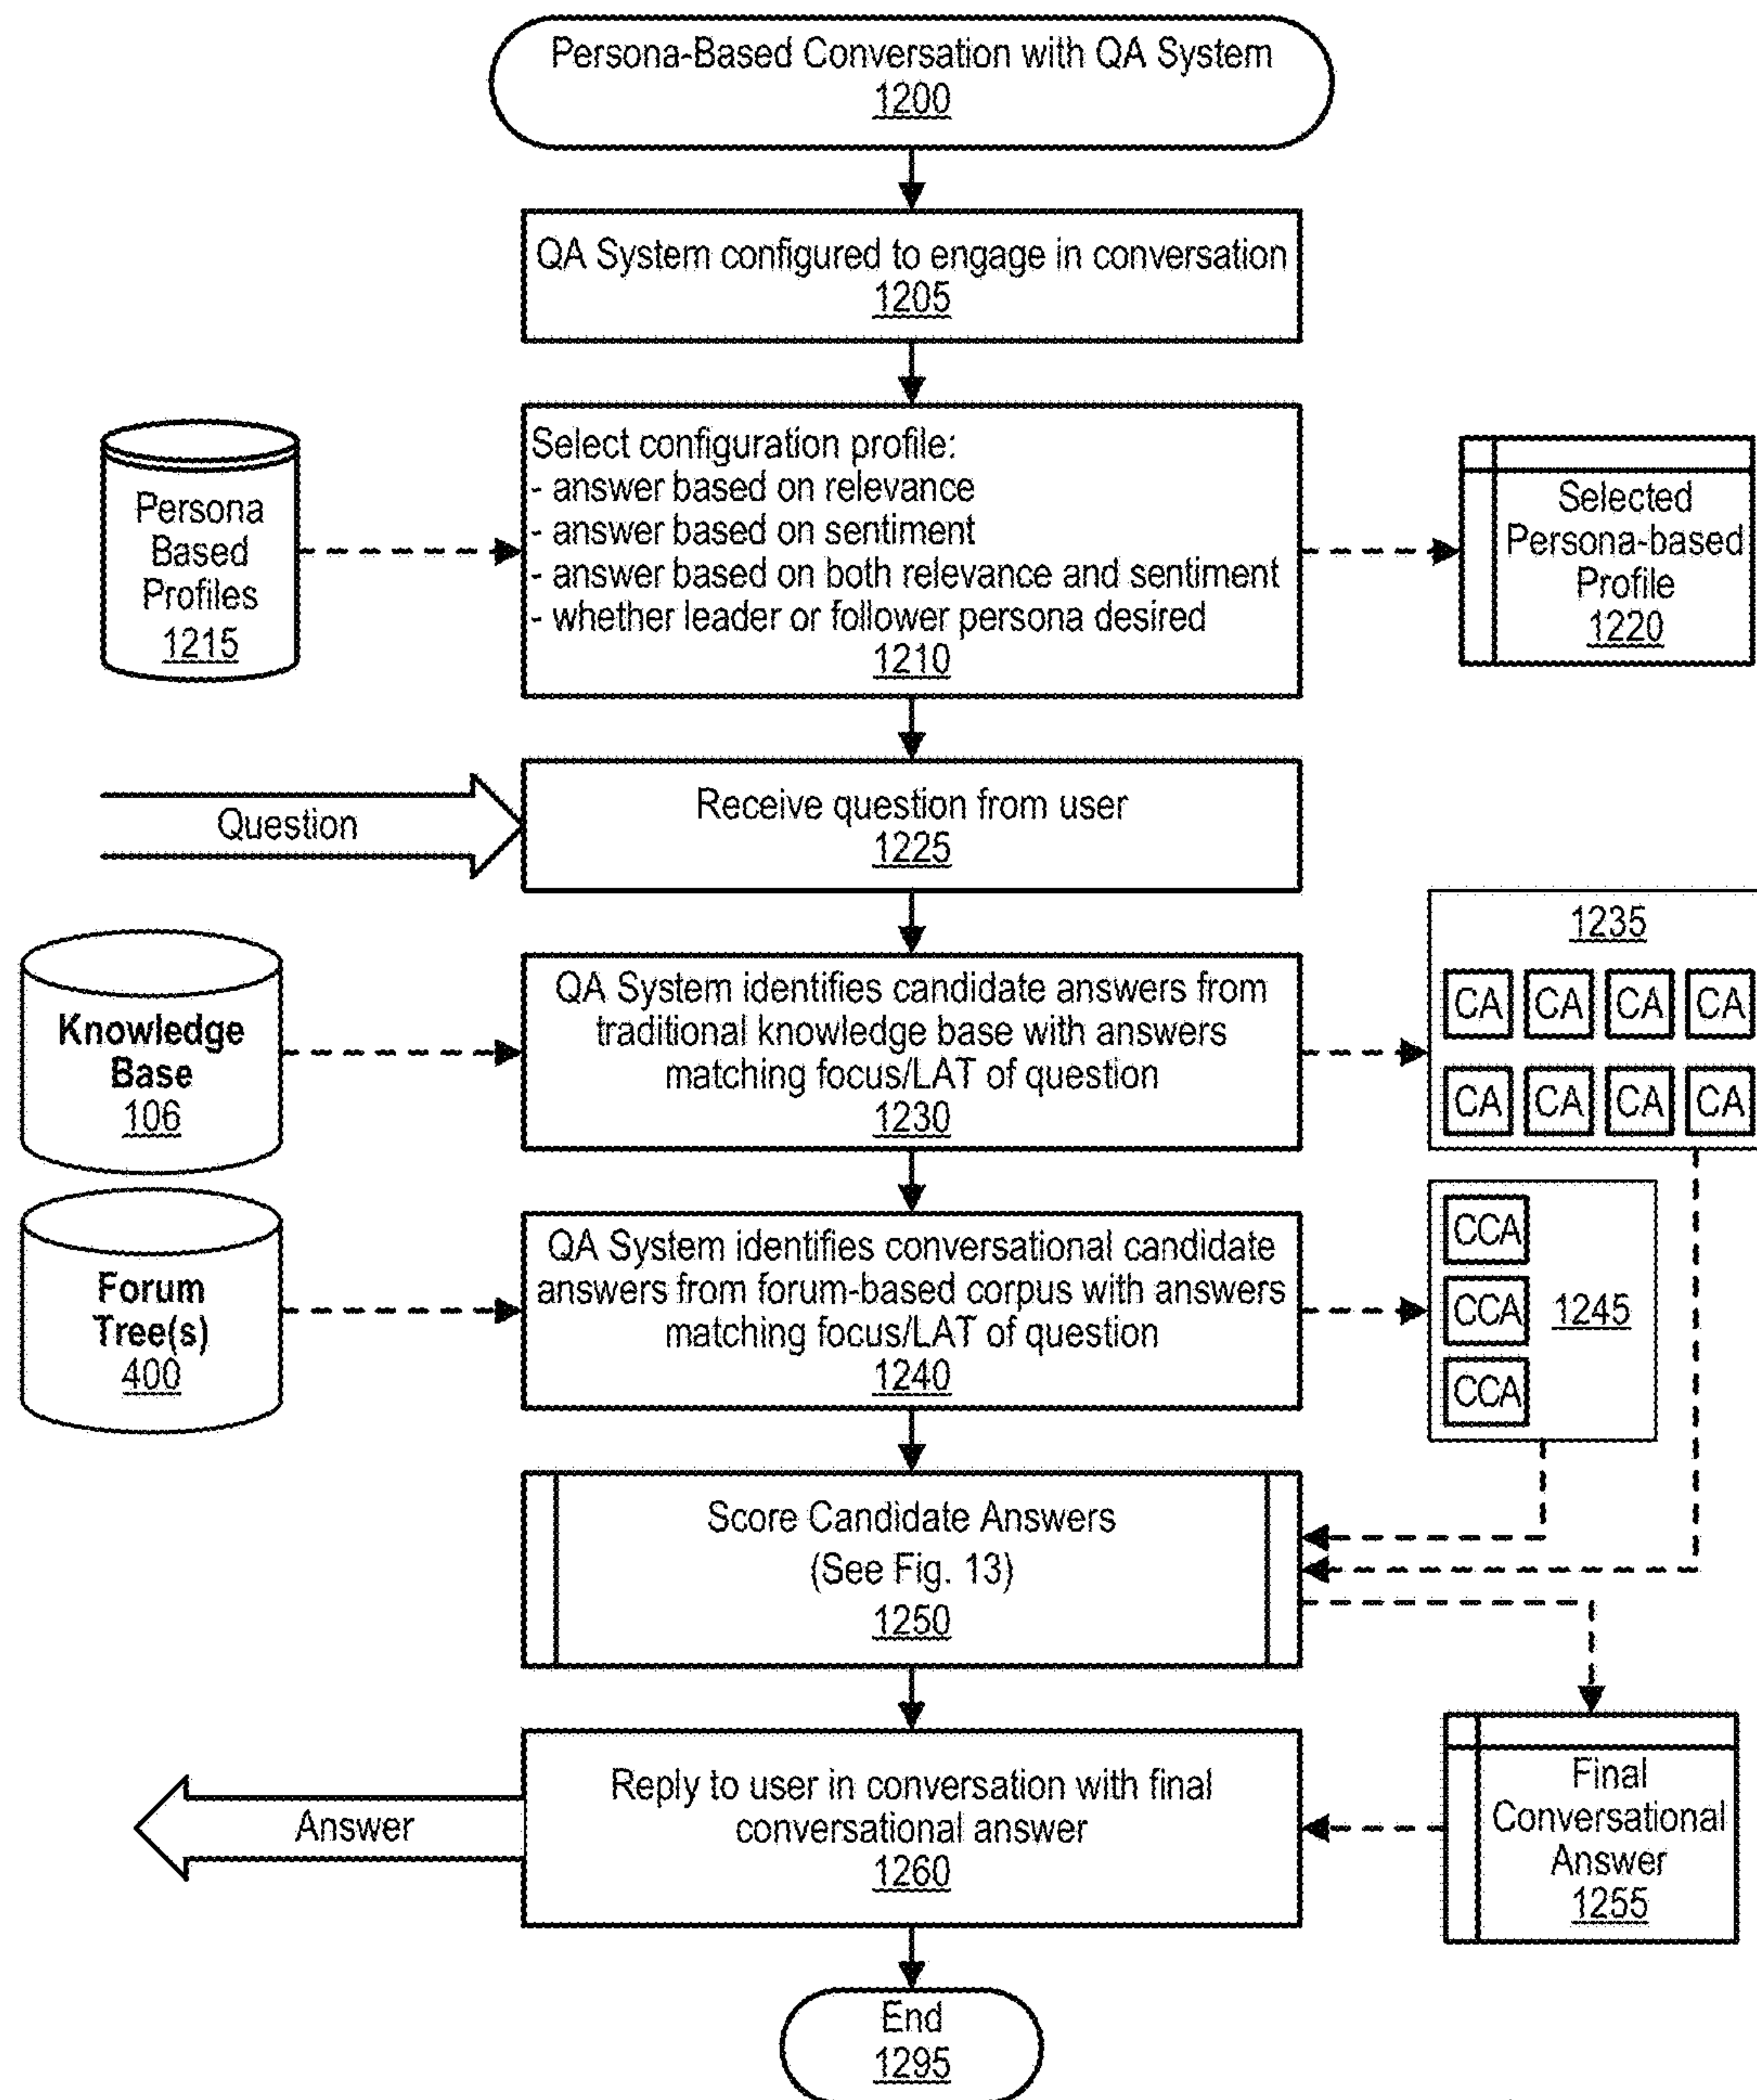 Persona-Based Conversation with QA System
1200
QA System configured to engage in conversation
1205
Persona
Based
Profiles
1215
Select configuration profile:
- answer based on relevance
- answer based on sentiment
- answer based on both relevance and sentiment
- whether leader or follower persona desired
1210
Selected
Persona-based
Profile
1220
Question
Receive question from user
1225
Knowledge
Base
106
QA System identifies candidate answers from
traditional knowledge base with answers
matching focus/LAT of question
1230
1235
CA CA CA CA
CA CA CA CA
Forum
Tree(s)
400
QA System identifies conversational candidate
answers from forum-based corpus with answers
matching focus/LAT of question
1240
CCA
CCA 1245
CCA
Score Candidate Answers
(See Fig. 13)
1250
Answer
Reply to user in conversation with final
conversational answer
1260
Final
Conversational
Answer
1255
End
1295